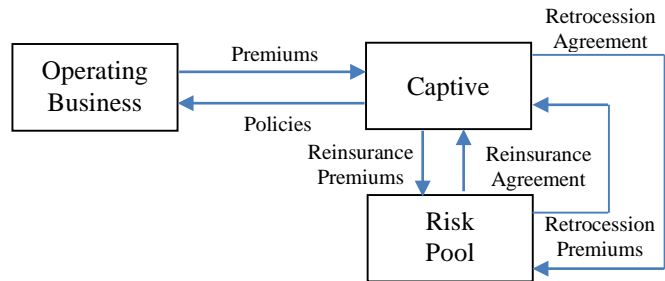 Retrocession
Agreement
Premiums
Operating
Business
Captive
Policies
Reinsurance
Premiums
Reinsurance
Agreement
Risk
Pool
Retrocession
Premiums